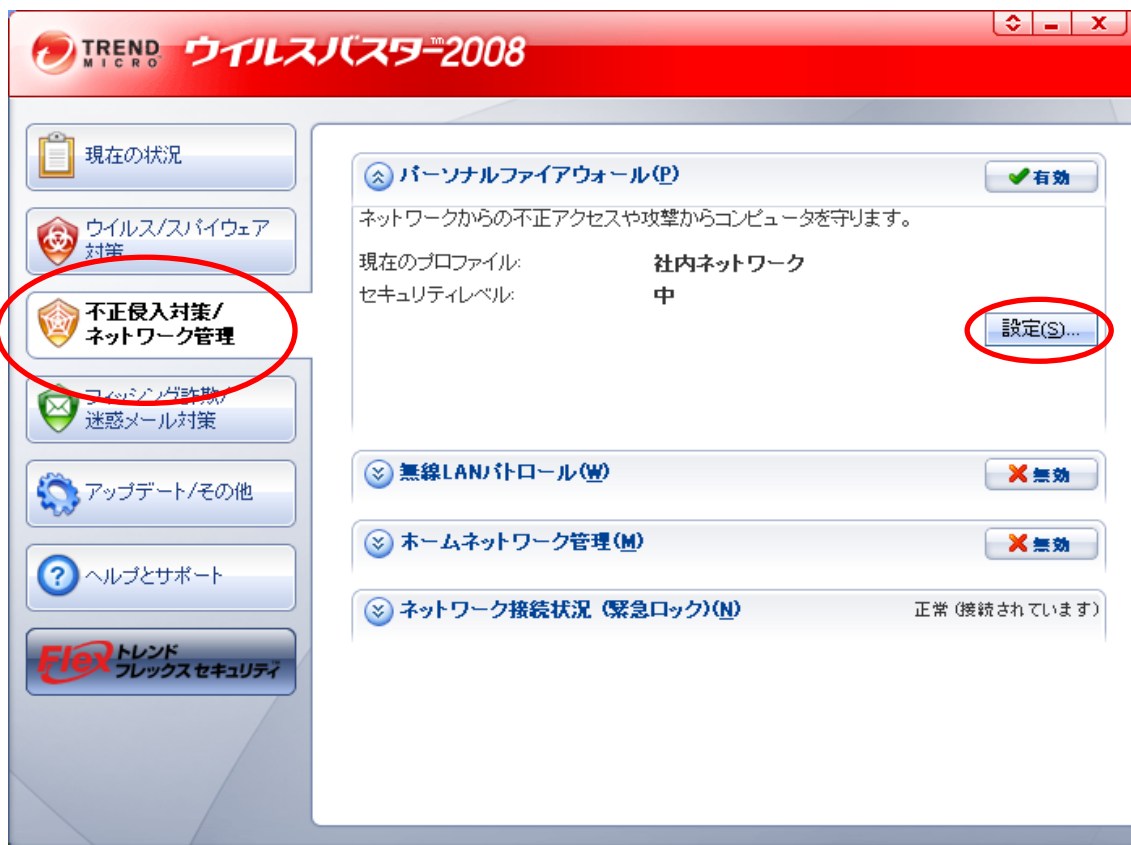 TREND
MICRO
ウイルスバスター™2008
現在の状況
ウイルス/スパイウェア
対策
不正侵入対策/
ネットワーク管理
フィッシング詐欺/
迷惑メール対策
アップデート/その他
ヘルプとサポート
Flex トレンド
フレックス セキュリティ
パーソナルファイアウォール(P)
有効
ネットワークからの不正アクセスや攻撃からコンピュータを守ります。
現在のプロファイル: 社内ネットワーク
セキュリティレベル: 中
設定(S)...
無線LANパトロール(W)
無効
ホームネットワーク管理(M)
無効
ネットワーク接続状況 (緊急ロック)(N)
正常 (接続されています)